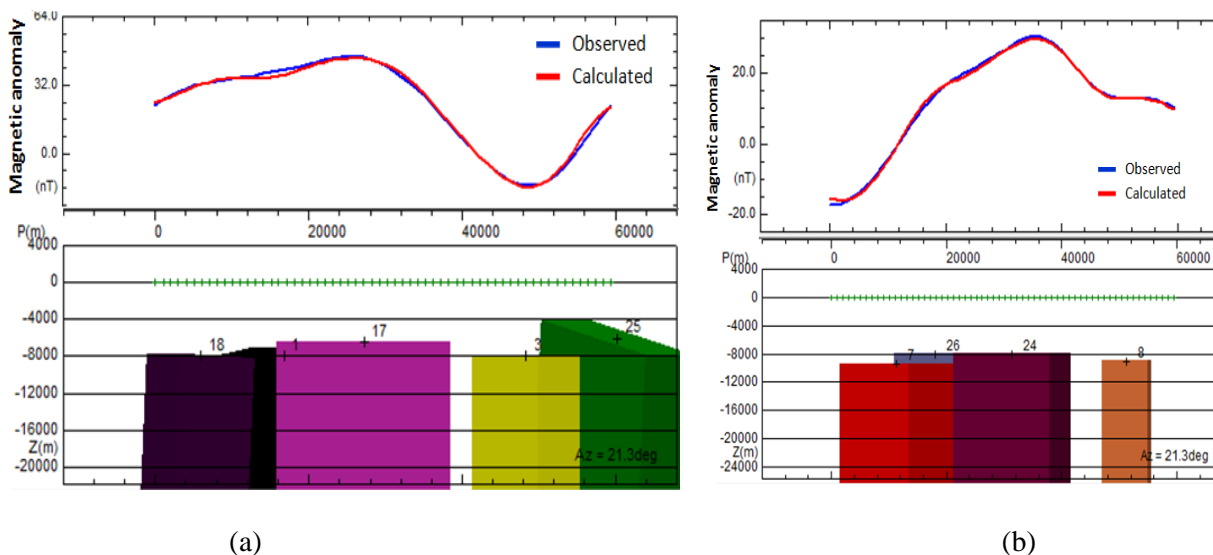 64.0
32.0
0.0
(nT)
Magnetic anomaly
Observed
Calculated
P(m)
0
20000
40000
60000
4000
0
-4000
-8000
-12000
-16000
Z(m)
-20000
18
1
17
3
25
Az = 21.3deg
(a)
20.0
0.0
(nT)
-20.0
Magnetic anomaly
Observed
Calculated
P(m)
0
20000
40000
60000
4000
0
-4000
-8000
-12000
-16000
-20000
Z(m)
-24000
7
26
24
8
Az = 21.3deg
(b)